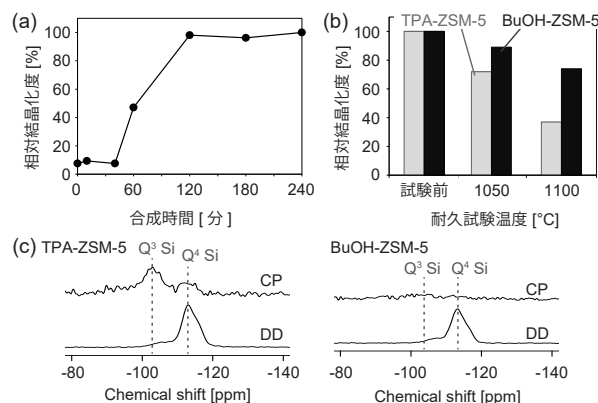 (a)
100
80
60
40
20
0
相対結晶化度 [%]
0 60 120 180 240
合成時間 [ 分 ]
(b)
TPA-ZSM-5 BuOH-ZSM-5
100
80
60
40
20
0
相対結晶化度 [%]
試験前 1050 1100
耐久試験温度 [°C]
(c) TPA-ZSM-5
Q³ Si Q⁴ Si
CP
DD
-80 -100 -120 -140
Chemical shift [ppm]
BuOH-ZSM-5
Q³ Si Q⁴ Si
CP
DD
-80 -100 -120 -140
Chemical shift [ppm]